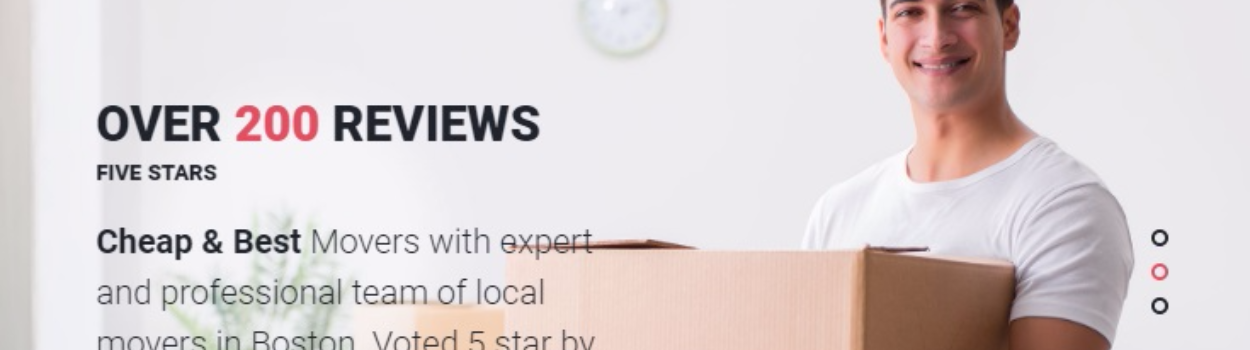 OVER 200 REVIEWS
FIVE STARS
Cheap & Best Movers with expert
and professional team of local
movers in Boston. Voted 5 star by